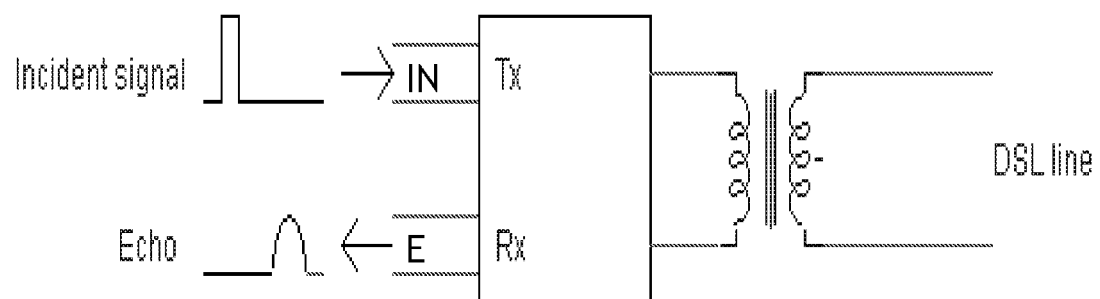 Incident signal
IN
Tx
DSL line
Echo
E
Rx